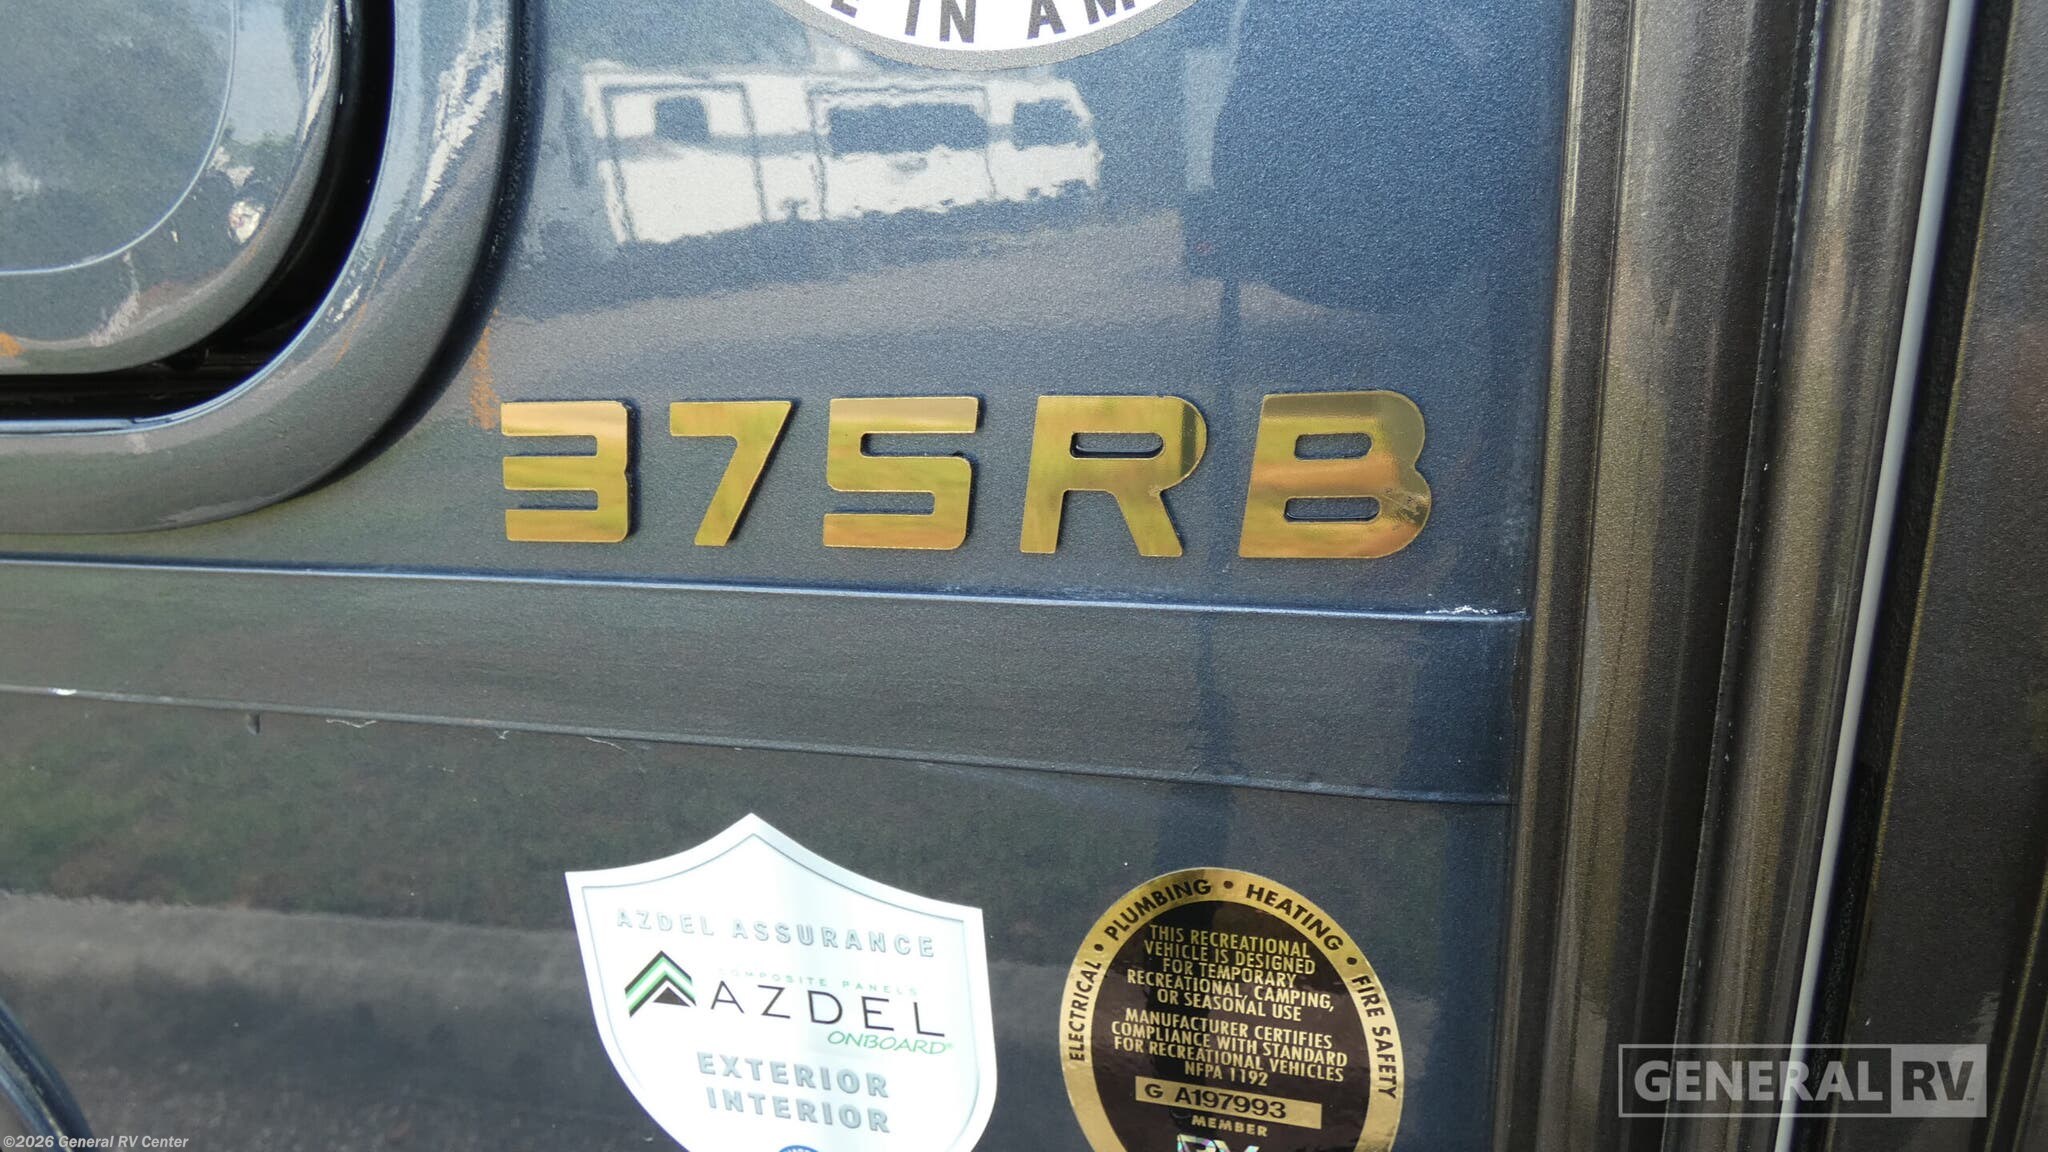 E IN AM
375RB
AZDEL ASSURANCE
COMPOSITE PANELS
AZDEL
ONBOARD®
EXTERIOR
INTERIOR
ELECTRICAL • PLUMBING • HEATING • FIRE SAFETY
THIS RECREATIONAL
VEHICLE IS DESIGNED
FOR TEMPORARY
RECREATIONAL, CAMPING,
OR SEASONAL USE
MANUFACTURER CERTIFIES
COMPLIANCE WITH STANDARD
FOR RECREATIONAL VEHICLES
NFPA 1192
G A197993
MEMBER
RV
GENERAL RV
©2026 General RV Center